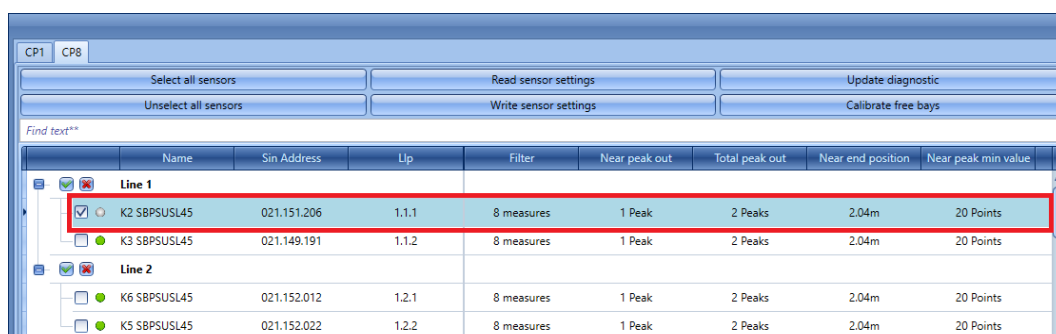 CP1 CP8
Select all sensors Read sensor settings Update diagnostic
Unselect all sensors Write sensor settings Calibrate free bays
Find text**
Name Sin Address Llp Filter Near peak out Total peak out Near end position Near peak min value
Line 1
K2 SBPSUSL45 021.151.206 1.1.1 8 measures 1 Peak 2 Peaks 2.04m 20 Points
K3 SBPSUSL45 021.149.191 1.1.2 8 measures 1 Peak 2 Peaks 2.04m 20 Points
Line 2
K6 SBPSUSL45 021.152.012 1.2.1 8 measures 1 Peak 2 Peaks 2.04m 20 Points
K5 SBPSUSL45 021.152.022 1.2.2 8 measures 1 Peak 2 Peaks 2.04m 20 Points